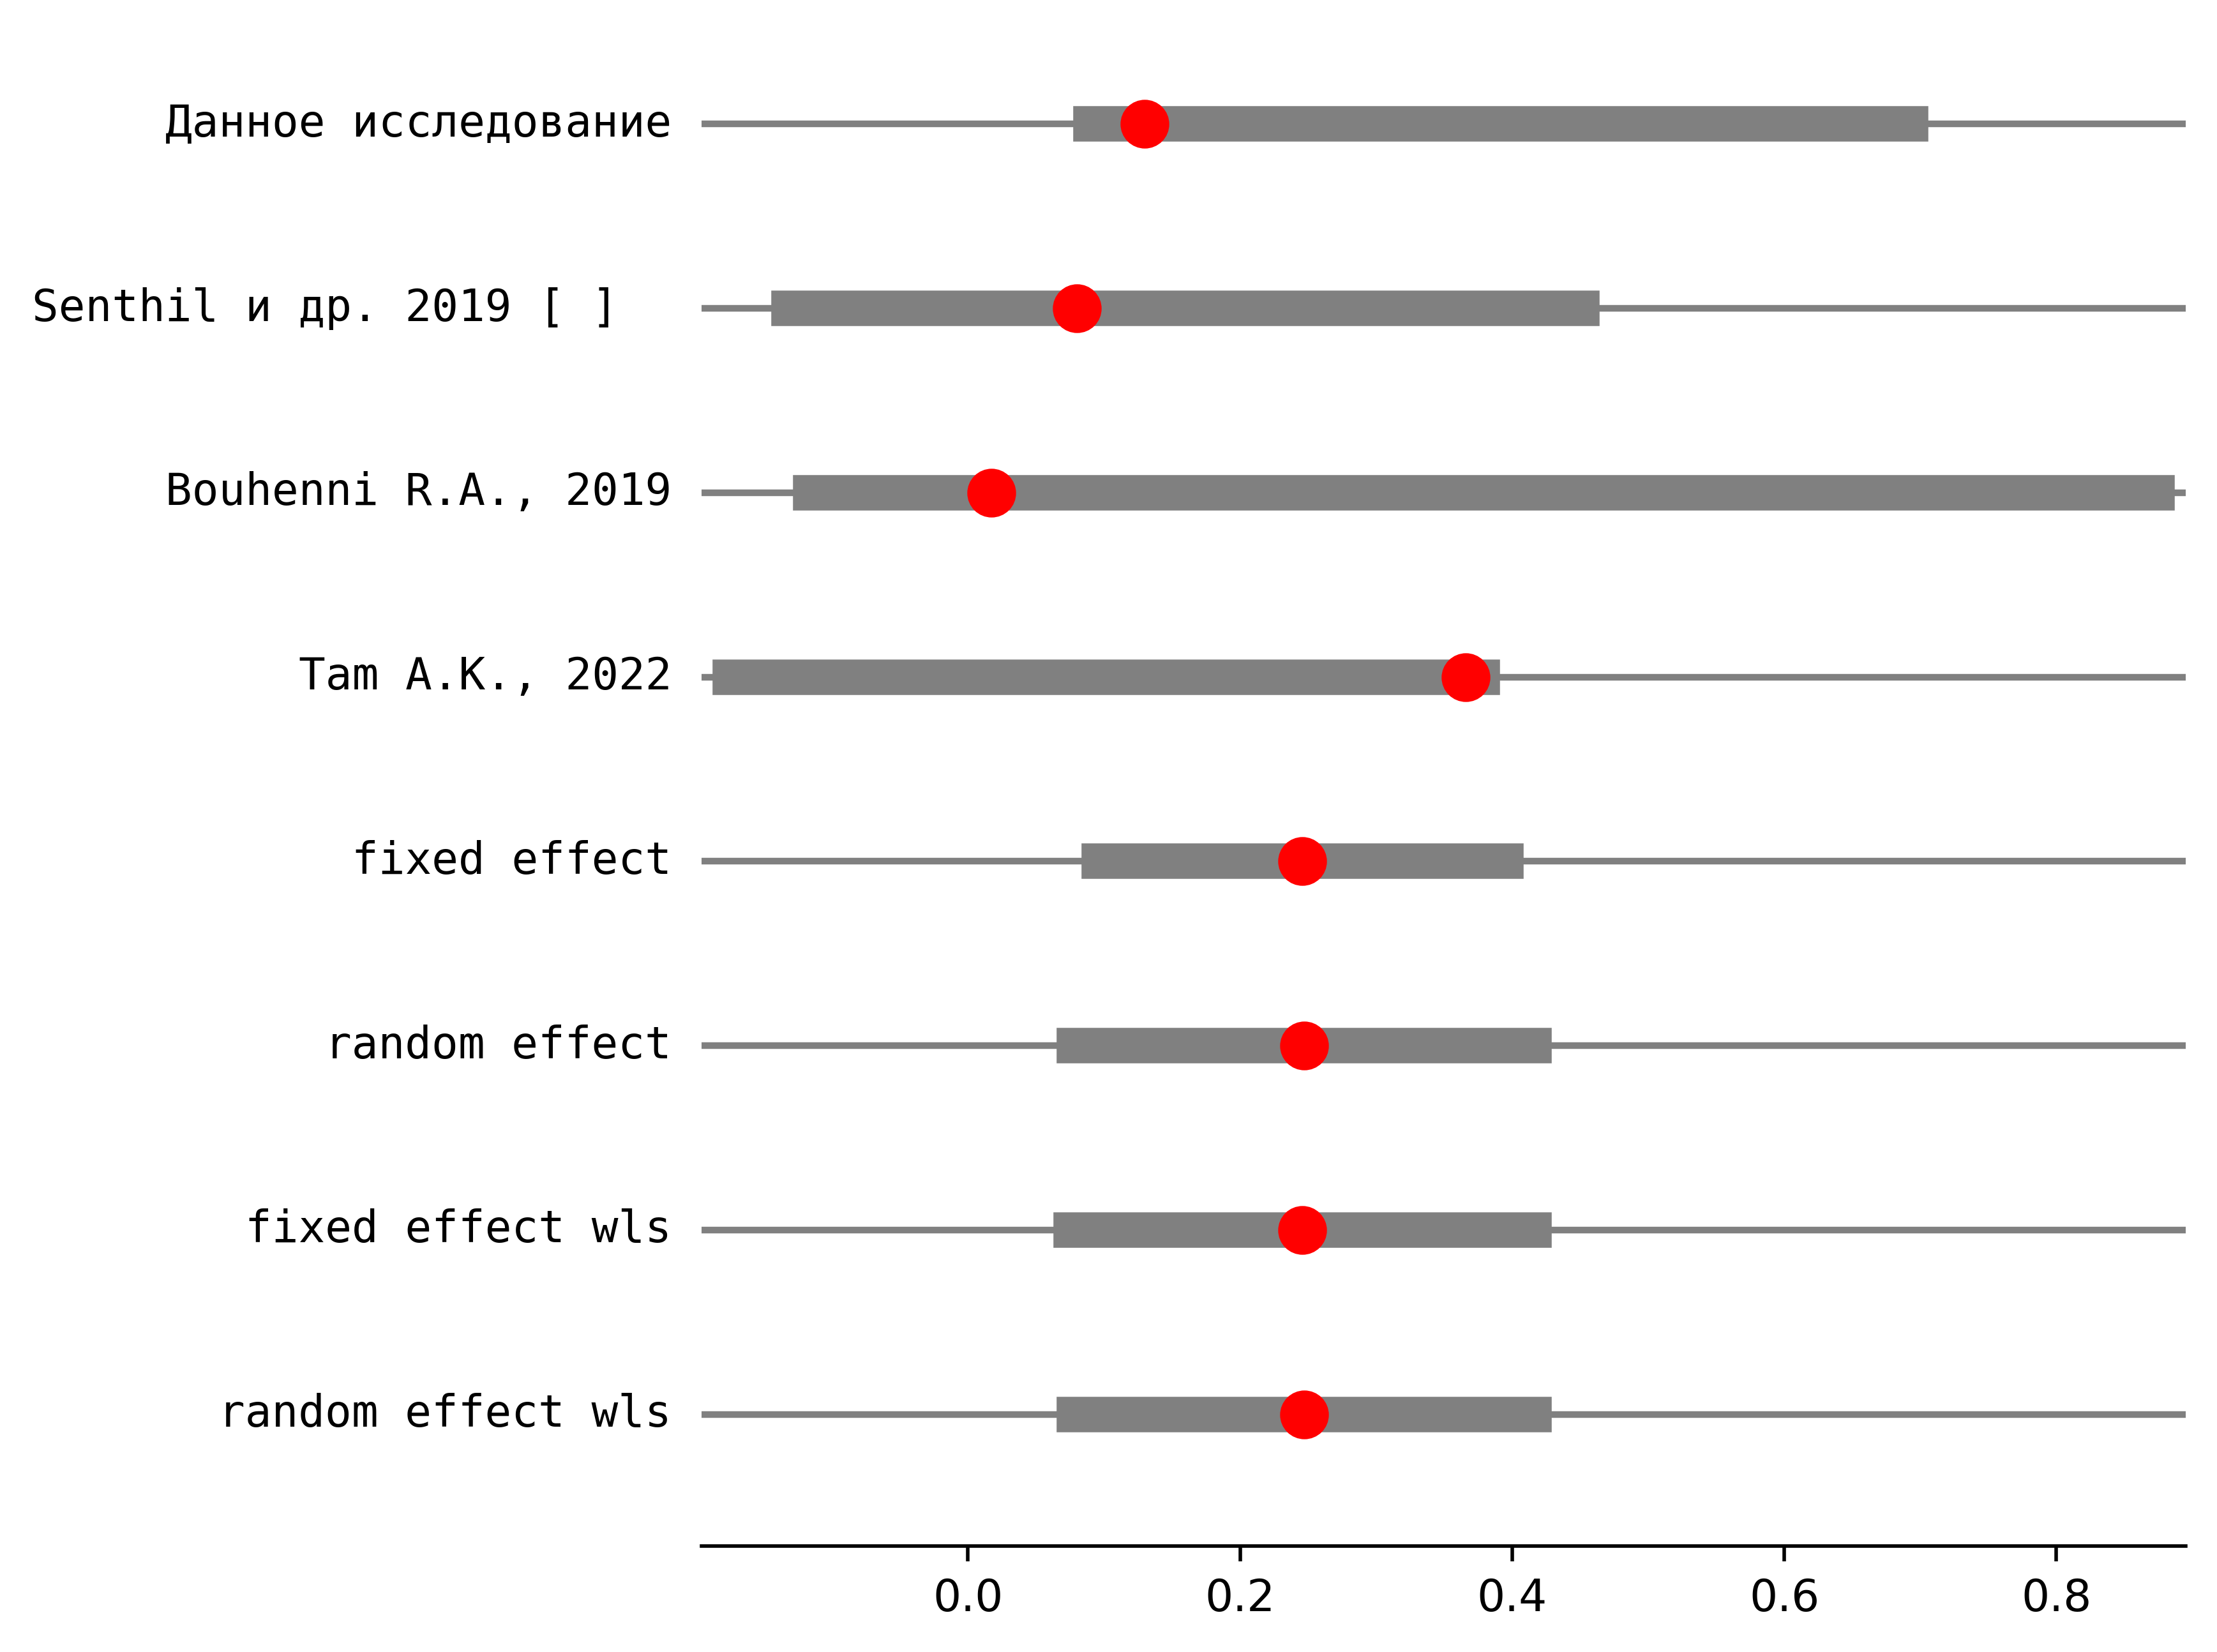 Данное исследование
Senthil и др. 2019 [ ]
Bouhenni R.A., 2019
Tam A.K., 2022
fixed effect
random effect
fixed effect wls
random effect wls
0.0 0.2 0.4 0.6 0.8